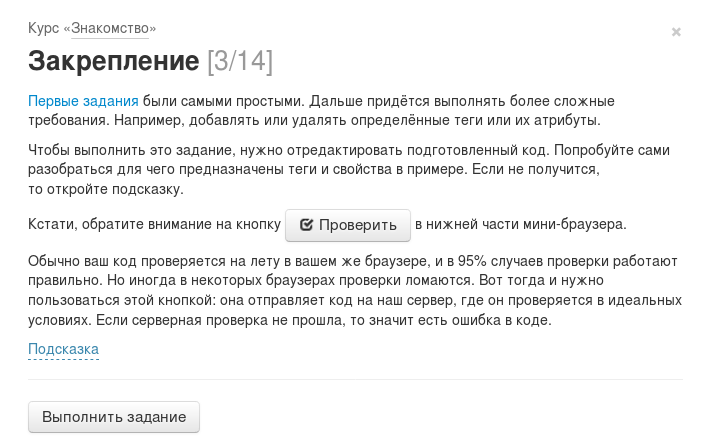 Курс «Знакомство»
×
Закрепление [3/14]
Первые задания были самыми простыми. Дальше придётся выполнять более сложные
требования. Например, добавлять или удалять определённые теги или их атрибуты.
Чтобы выполнить это задание, нужно отредактировать подготовленный код. Попробуйте сами
разобраться для чего предназначены теги и свойства в примере. Если не получится,
то откройте подсказку.
Кстати, обратите внимание на кнопку Проверить в нижней части мини-браузера.
Обычно ваш код проверяется на лету в вашем же браузере, и в 95% случаев проверки работают
правильно. Но иногда в некоторых браузерах проверки ломаются. Вот тогда и нужно
пользоваться этой кнопкой: она отправляет код на наш сервер, где он проверяется в идеальных
условиях. Если серверная проверка не прошла, то значит есть ошибка в коде.
Подсказка
Выполнить задание